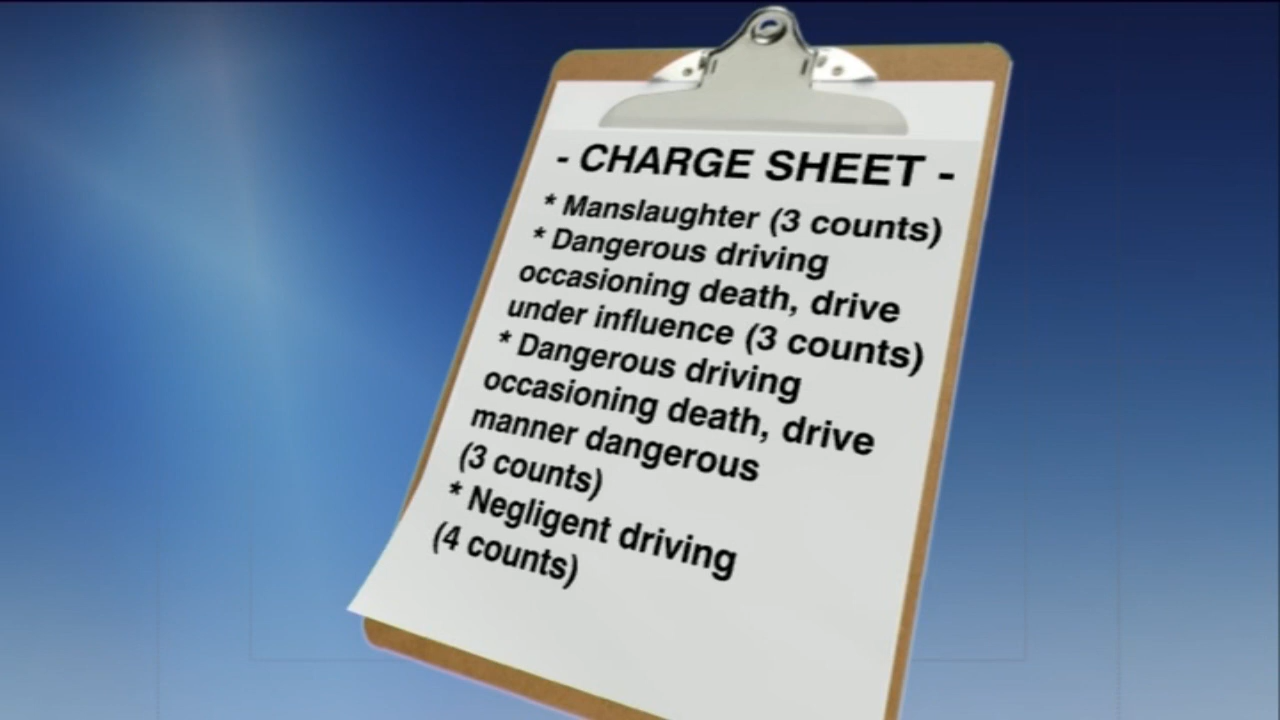 - CHARGE SHEET -
* Manslaughter (3 counts)
* Dangerous driving
occasioning death, drive
under influence (3 counts)
* Dangerous driving
occasioning death, drive
manner dangerous
(3 counts)
* Negligent driving
(4 counts)